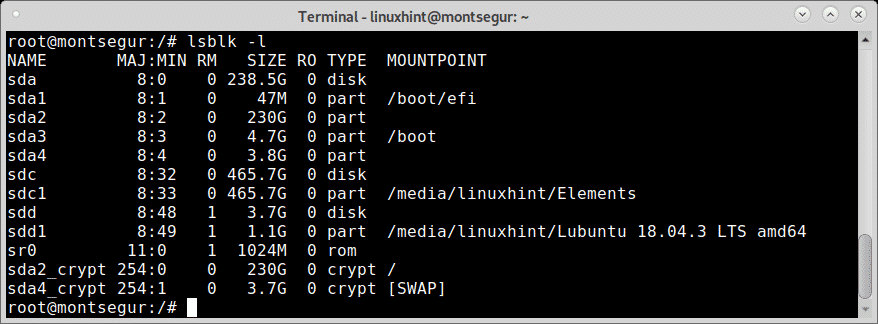 Terminal - linuxhint@montsegur: ~
root@montsegur:/# lsblk -l
NAME       MAJ:MIN RM   SIZE RO TYPE  MOUNTPOINT
sda          8:0    0 238.5G  0 disk
sda1         8:1    0    47M  0 part  /boot/efi
sda2         8:2    0   230G  0 part
sda3         8:3    0   4.7G  0 part  /boot
sda4         8:4    0   3.8G  0 part
sdc          8:32   0 465.7G  0 disk
sdc1         8:33   0 465.7G  0 part  /media/linuxhint/Elements
sdd          8:48   1   3.7G  0 disk
sdd1         8:49   1   1.1G  0 part  /media/linuxhint/Lubuntu 18.04.3 LTS amd64
sr0         11:0    1  1024M  0 rom
sda2_crypt 254:0    0   230G  0 crypt /
sda4_crypt 254:1    0   3.7G  0 crypt [SWAP]
root@montsegur:/#